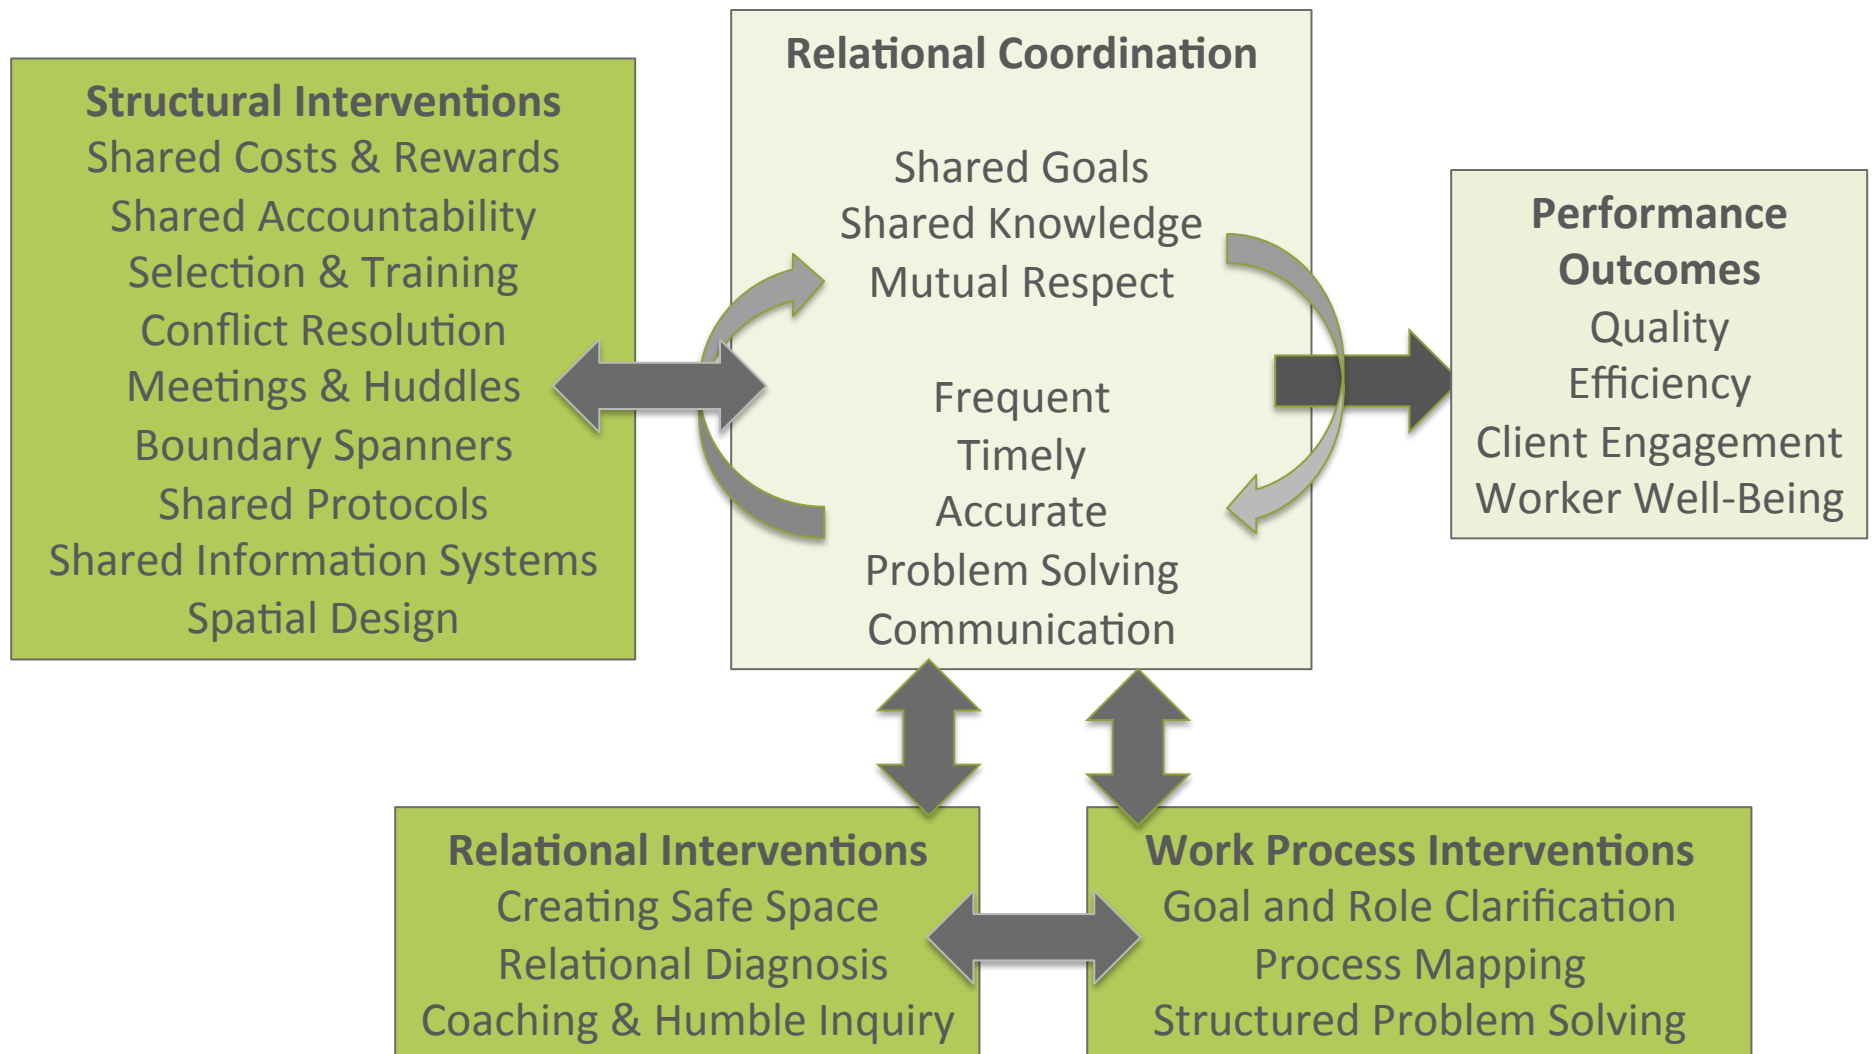 Structural Interventions
Shared Costs & Rewards
Shared Accountability
Selection & Training
Conflict Resolution
Meetings & Huddles
Boundary Spanners
Shared Protocols
Shared Information Systems
Spatial Design
Relational Coordination
Shared Goals
Shared Knowledge
Mutual Respect
Frequent
Timely
Accurate
Problem Solving
Communication
Performance
Outcomes
Quality
Efficiency
Client Engagement
Worker Well-Being
Relational Interventions
Creating Safe Space
Relational Diagnosis
Coaching & Humble Inquiry
Work Process Interventions
Goal and Role Clarification
Process Mapping
Structured Problem Solving